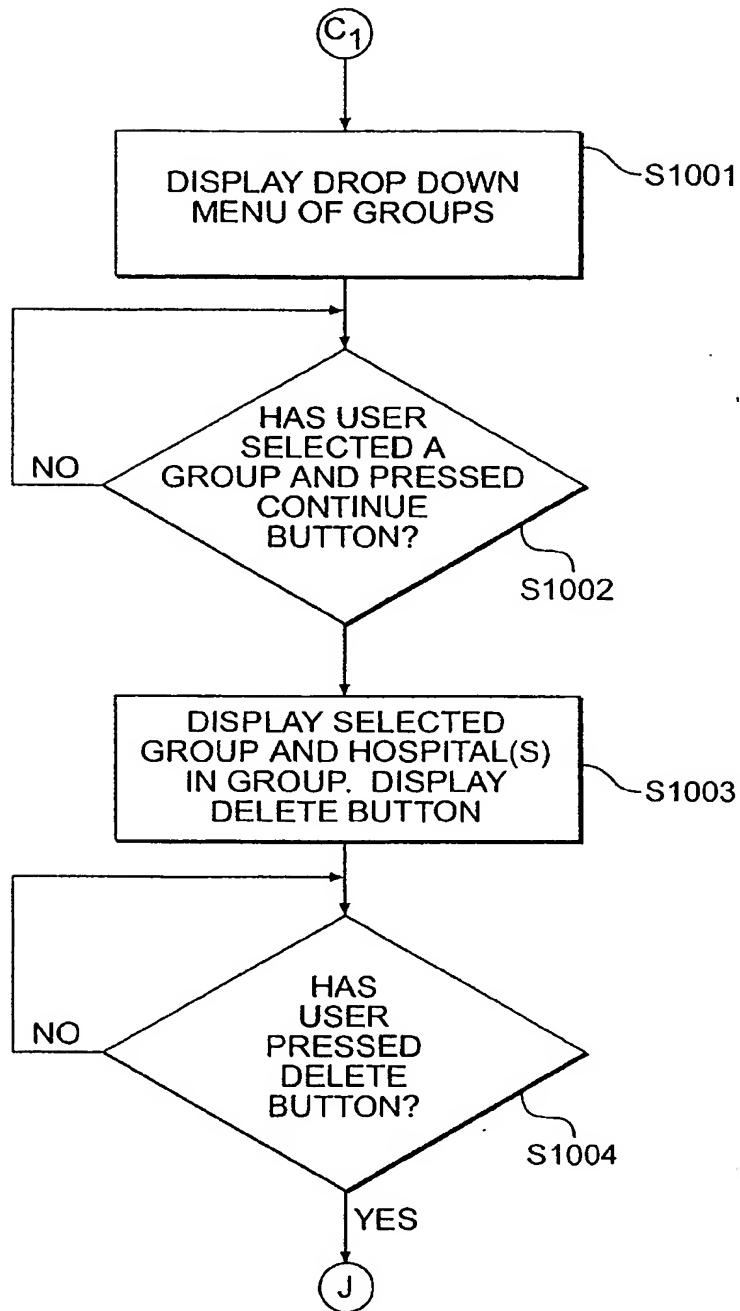 C1
DISPLAY DROP DOWN
MENU OF GROUPS
S1001
HAS USER
SELECTED A
GROUP AND PRESSED
CONTINUE
BUTTON?
NO
S1002
DISPLAY SELECTED
GROUP AND HOSPITAL(S)
IN GROUP. DISPLAY
DELETE BUTTON
S1003
HAS
USER
PRESSED
DELETE
BUTTON?
NO
S1004
YES
J